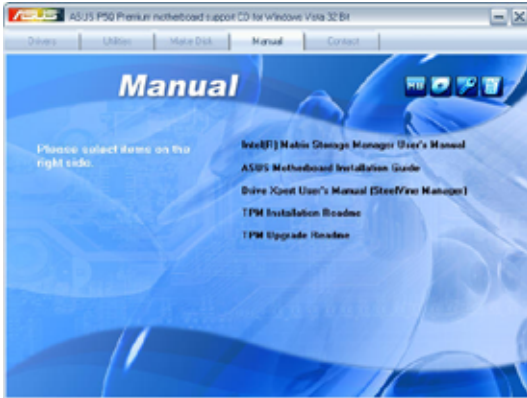 ASUS P5Q Premium motherboard support CD for Windows Vista 32 Bit
Drivers
Utilities
Make Disk
Manual
Contact
Manual
Please select items on the
right side.
Intel(R) Matrix Storage Manager User's Manual
ASUS Motherboard Installation Guide
Drive Xpert User's Manual (SteelVine Manager)
TPM Installation Readme
TPM Upgrade Readme